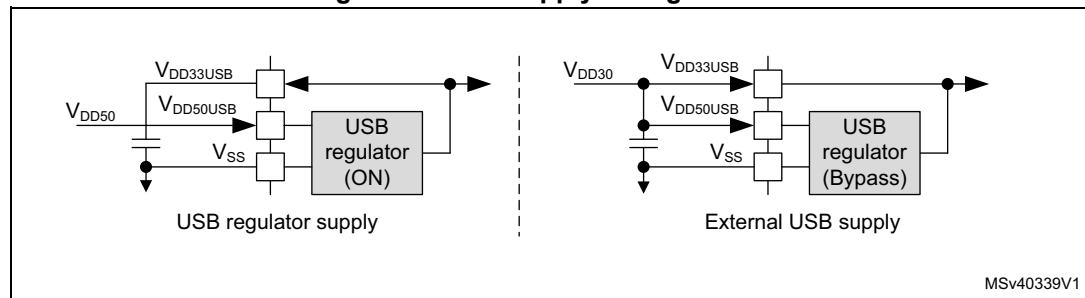 V_DD33USB
V_DD50
V_DD50USB
V_SS
USB
regulator
(ON)
USB regulator supply
V_DD30
V_DD33USB
V_DD50USB
V_SS
USB
regulator
(Bypass)
External USB supply
MSv40339V1